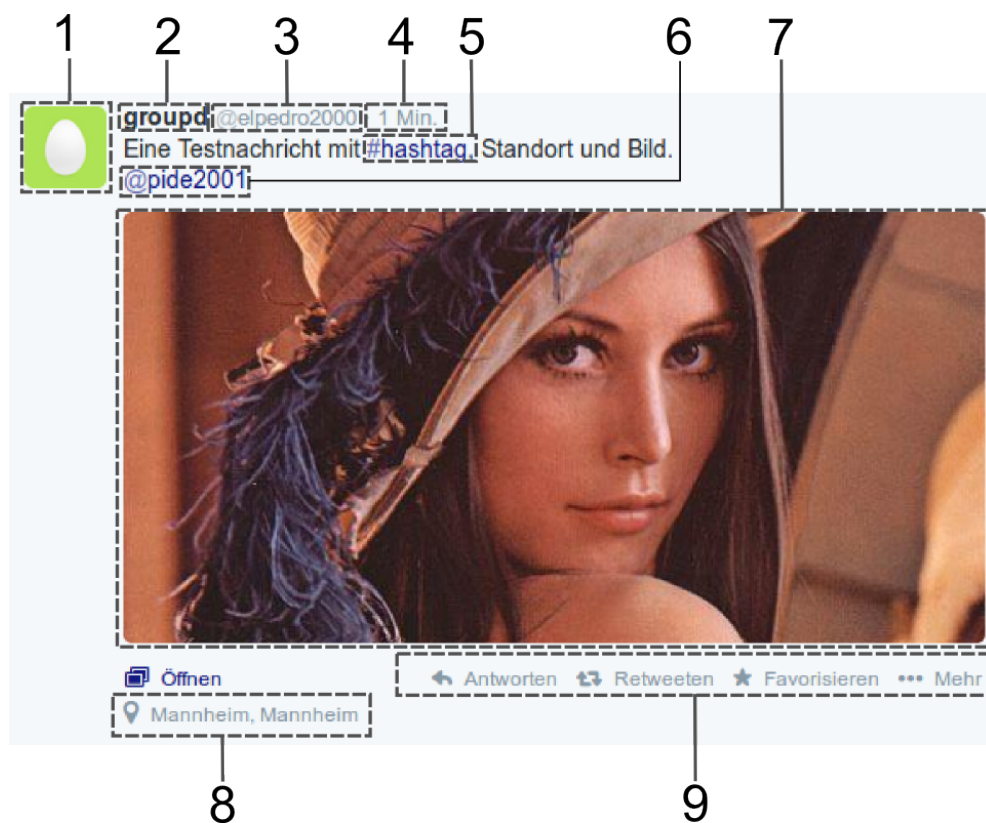 1 2 3 4 5 6 7
groupd @elpedro2000 1 Min.
Eine Testnachricht mit #hashtag, Standort und Bild.
@pide2001
Öffnen Antworten Retweeten Favorisieren Mehr
Mannheim, Mannheim
8 9